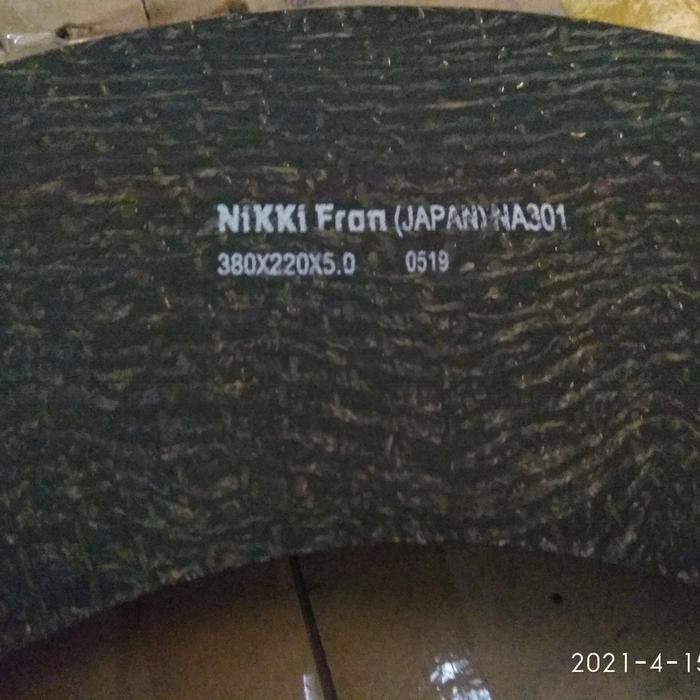 NiKKi Fron (JAPAN) NA301
380X220X5.0 0519
2021-4-15